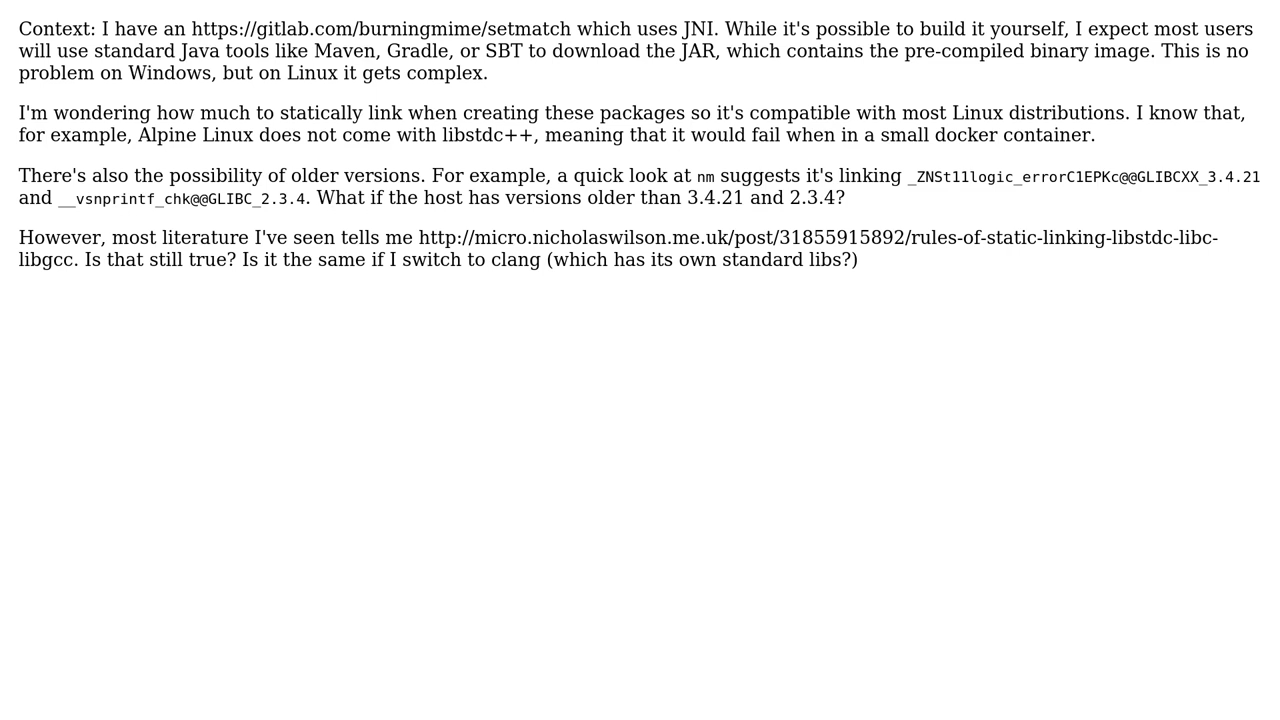 Context: I have an https://gitlab.com/burningmime/setmatch which uses JNI. While it's possible to build it yourself, I expect most users
will use standard Java tools like Maven, Gradle, or SBT to download the JAR, which contains the pre-compiled binary image. This is no
problem on Windows, but on Linux it gets complex.
I'm wondering how much to statically link when creating these packages so it's compatible with most Linux distributions. I know that,
for example, Alpine Linux does not come with libstdc++, meaning that it would fail when in a small docker container.
There's also the possibility of older versions. For example, a quick look at nm suggests it's linking _ZNSt11logic_errorC1EPKc@@GLIBCXX_3.4.21
and __vsnprintf_chk@@GLIBC_2.3.4. What if the host has versions older than 3.4.21 and 2.3.4?
However, most literature I've seen tells me http://micro.nicholaswilson.me.uk/post/31855915892/rules-of-static-linking-libstdc-libc-
libgcc. Is that still true? Is it the same if I switch to clang (which has its own standard libs?)